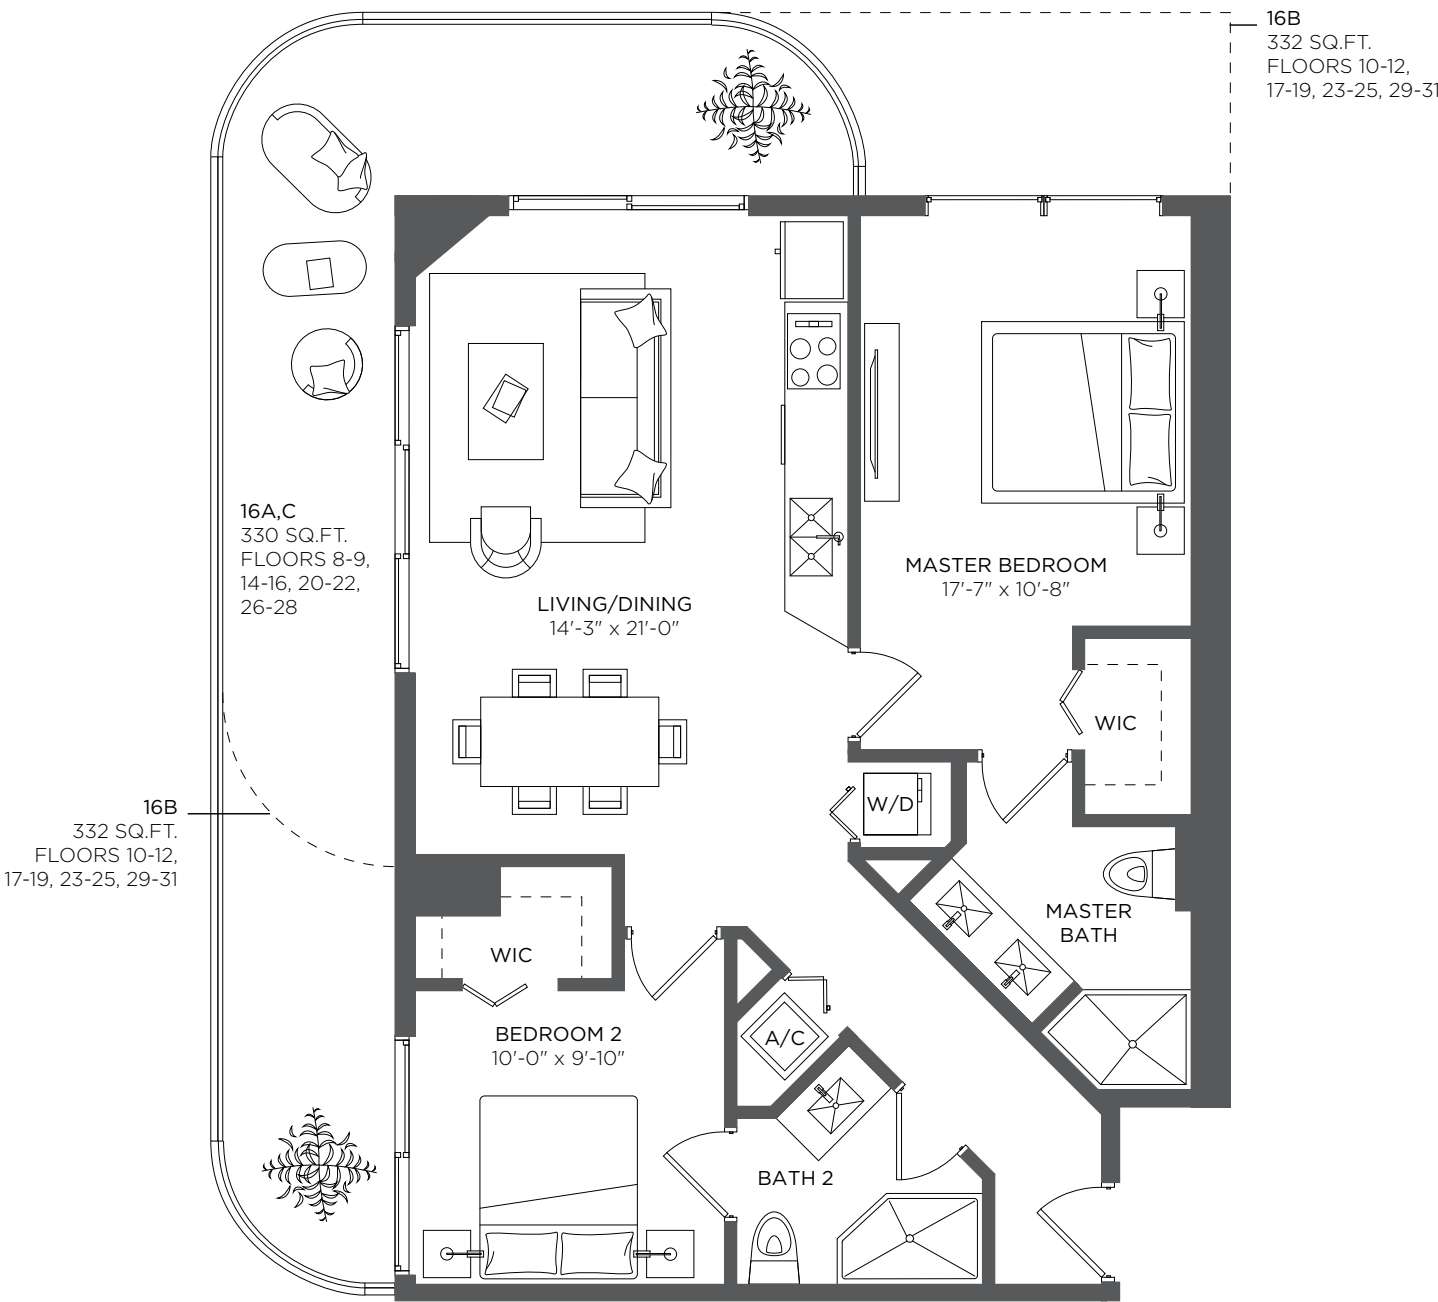 16B
332 SQ.FT.
FLOORS 10-12,
17-19, 23-25, 29-31
16A,C
330 SQ.FT.
FLOORS 8-9,
14-16, 20-22,
26-28
MASTER BEDROOM
17'-7" x 10'-8"
LIVING/DINING
14'-3" x 21'-0"
WIC
W/D
16B
332 SQ.FT.
FLOORS 10-12,
17-19, 23-25, 29-31
MASTER
BATH
WIC
BEDROOM 2
10'-0" x 9'-10"
A/C
BATH 2